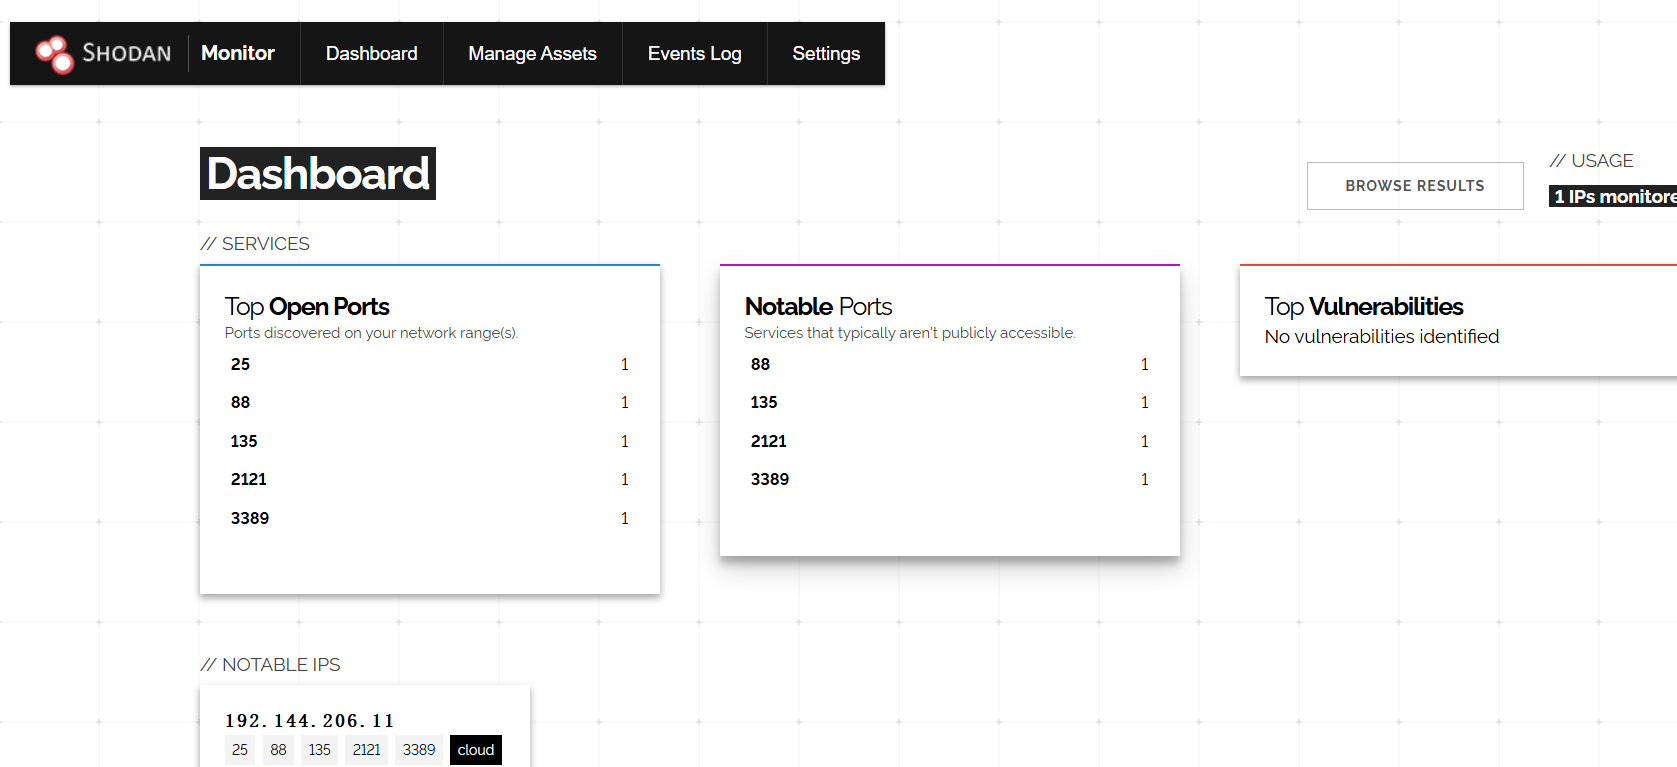 SHODAN Monitor Dashboard Manage Assets Events Log Settings
Dashboard
BROWSE RESULTS
// USAGE
1 IPs monitore
// SERVICES
Top Open Ports
Ports discovered on your network range(s).
25 1
88 1
135 1
2121 1
3389 1
Notable Ports
Services that typically aren't publicly accessible.
88 1
135 1
2121 1
3389 1
Top Vulnerabilities
No vulnerabilities identified
// NOTABLE IPS
192.144.206.11
25 88 135 2121 3389 cloud